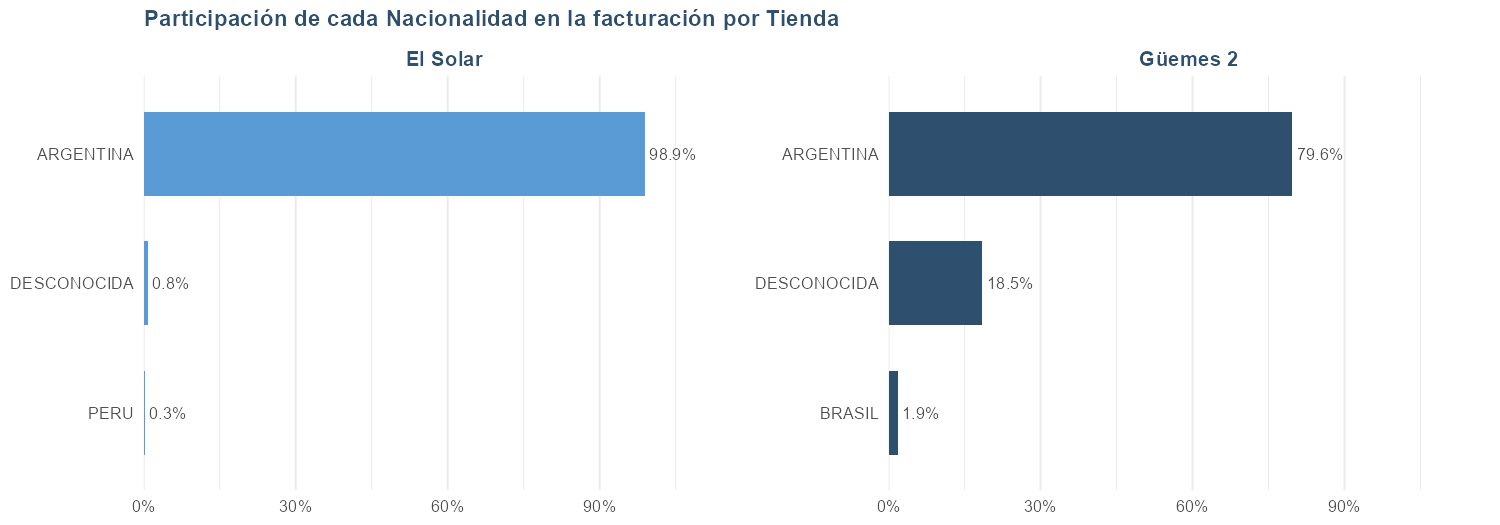 Participación de cada Nacionalidad en la facturación por Tienda
El Solar
ARGENTINA
98.9%
DESCONOCIDA
0.8%
PERU
0.3%
0%
30%
60%
90%
Güemes 2
ARGENTINA
79.6%
DESCONOCIDA
18.5%
BRASIL
1.9%
0%
30%
60%
90%